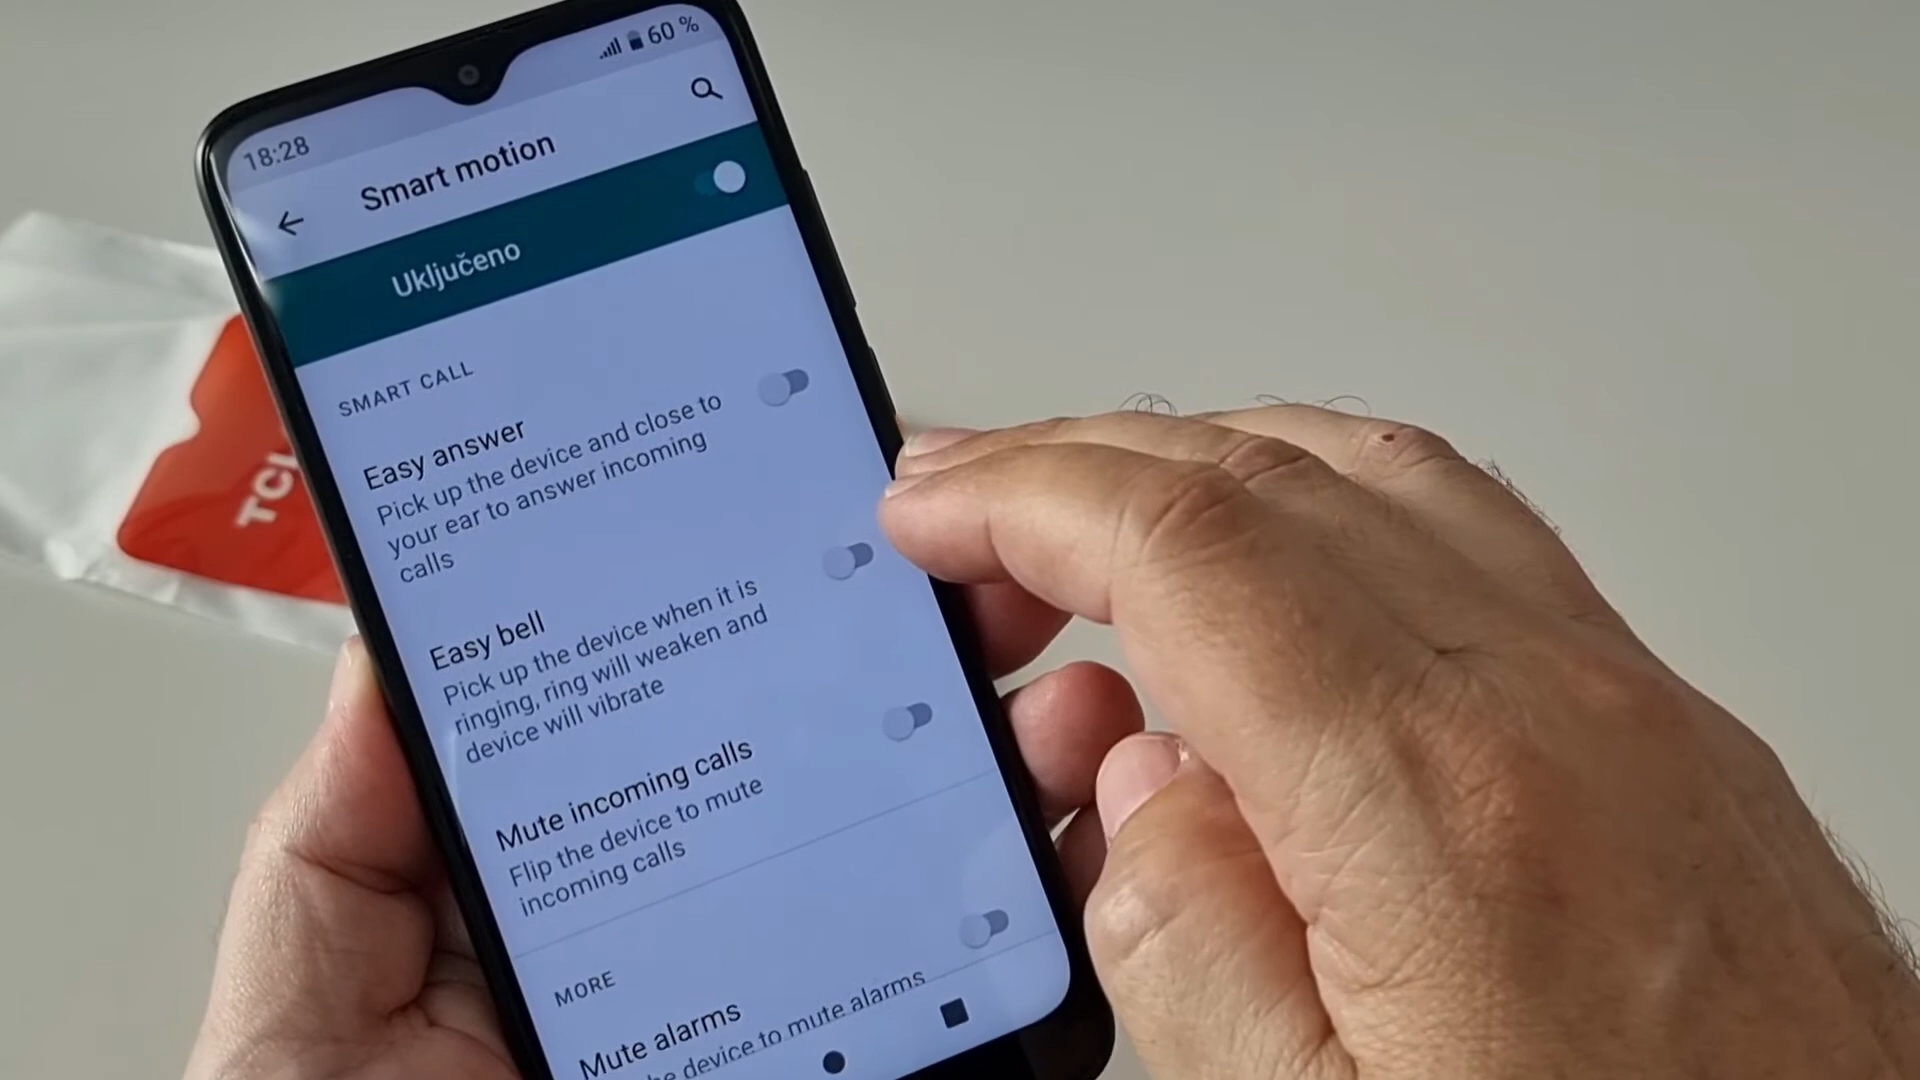 18:28
60 %
Smart motion
Uključeno
SMART CALL
Easy answer
Pick up the device and close to
your ear to answer incoming
calls
Easy bell
Pick up the device when it is
ringing, ring will weaken and
device will vibrate
Mute incoming calls
Flip the device to mute
incoming calls
MORE
Mute alarms
device to mute alarms
TCL